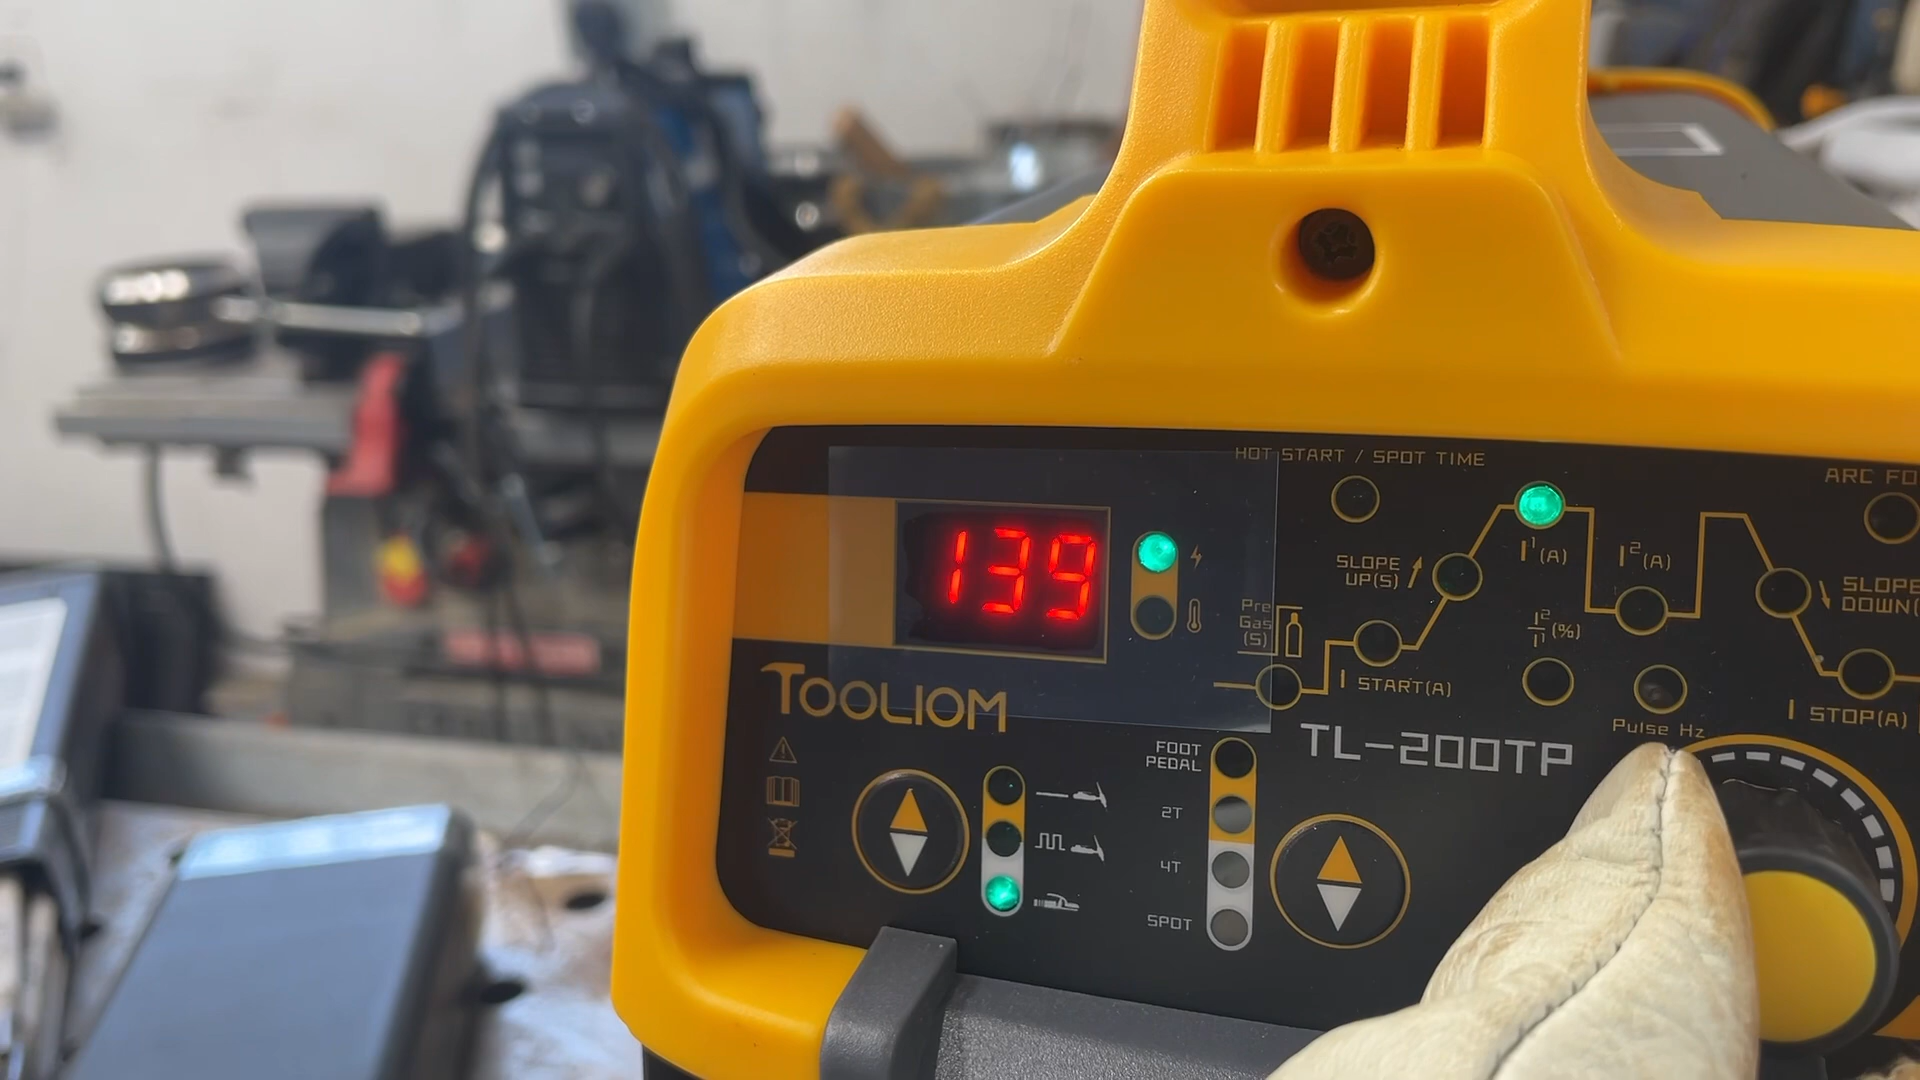 HOT START / SPOT TIME
ARC FO
139
SLOPE
UP(S)
I¹(A)
I²(A)
SLOPE
DOWN(
Pre
Gas
(S)
I²
I¹ (%)
I START(A)
Pulse Hz
I STOP(A)
TOOLIOM
TL-200TP
FOOT
PEDAL
2T
4T
SPOT